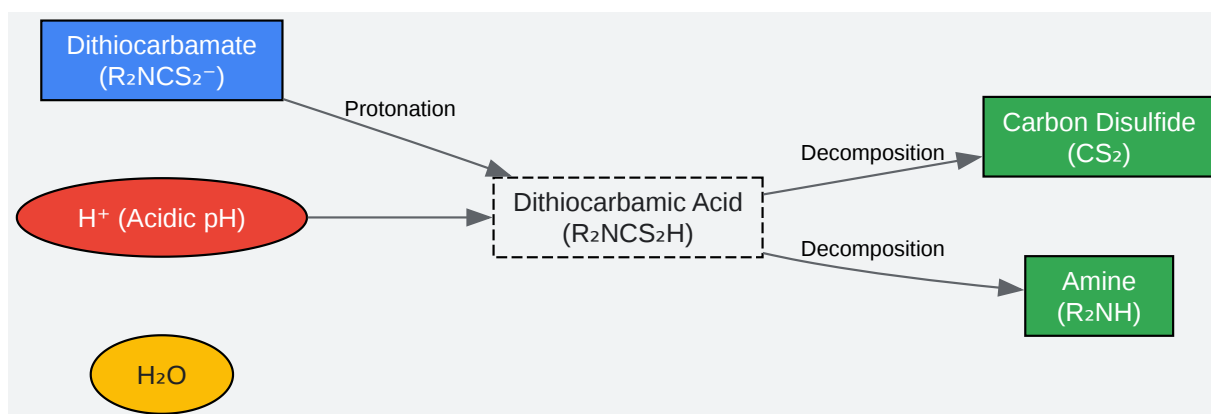 Dithiocarbamate
(R₂NCS₂⁻)
Protonation
H⁺ (Acidic pH)
Dithiocarbamic Acid
(R₂NCS₂H)
Decomposition
Carbon Disulfide
(CS₂)
Decomposition
Amine
(R₂NH)
H₂O